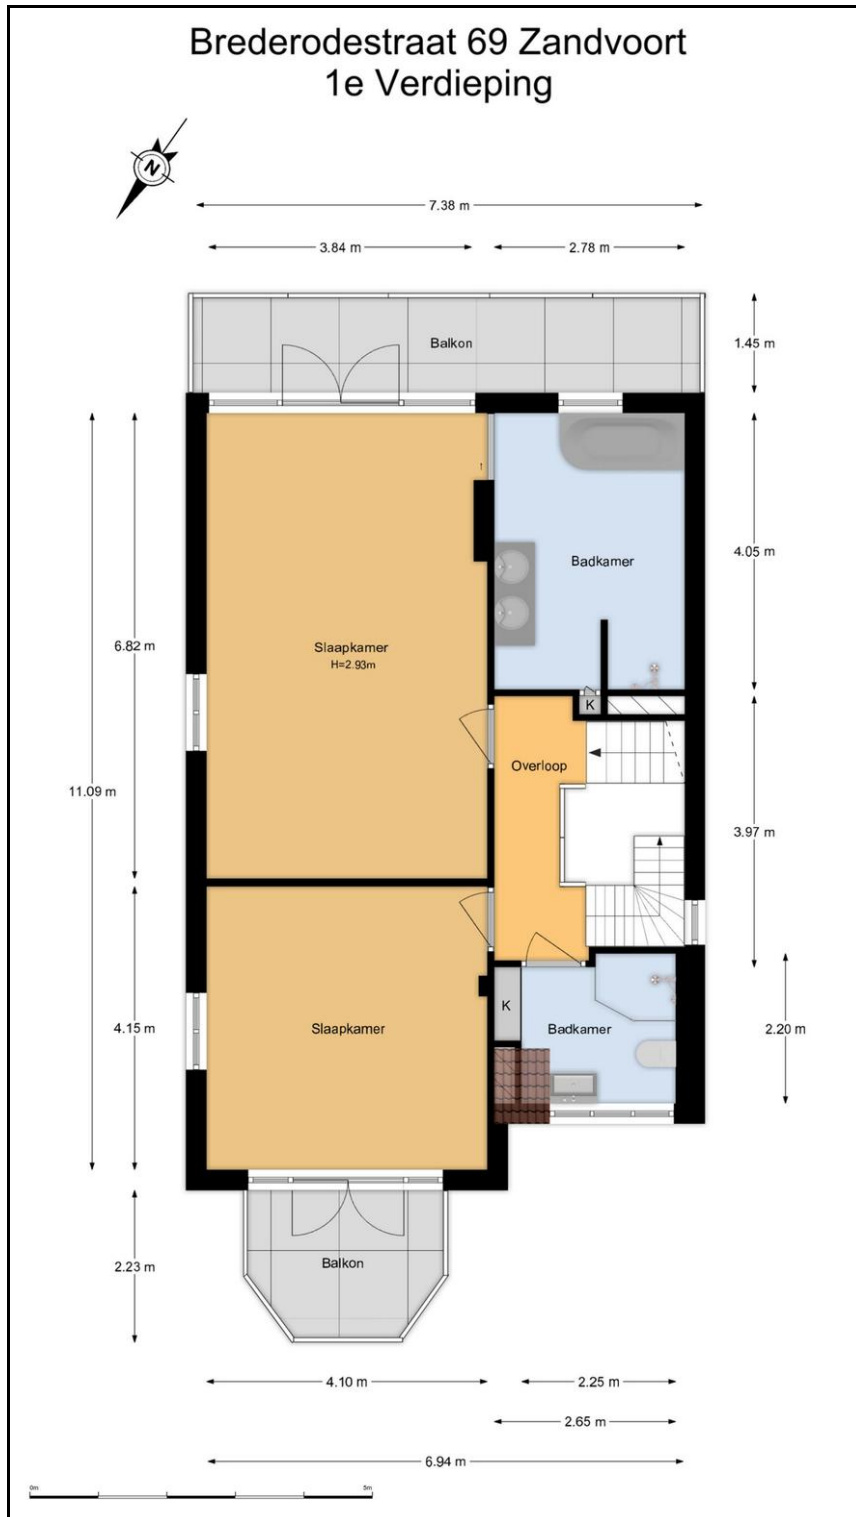 Brederodestraat 69 Zandvoort
1e Verdieping
N
7.38 m
3.84 m
2.78 m
Balkon
1.45 m
Badkamer
4.05 m
6.82 m
Slaapkamer
H=2.93m
K
Overloop
11.09 m
3.97 m
K
Slaapkamer
Badkamer
4.15 m
2.20 m
Balkon
2.23 m
4.10 m
2.25 m
2.65 m
6.94 m
0m
5m